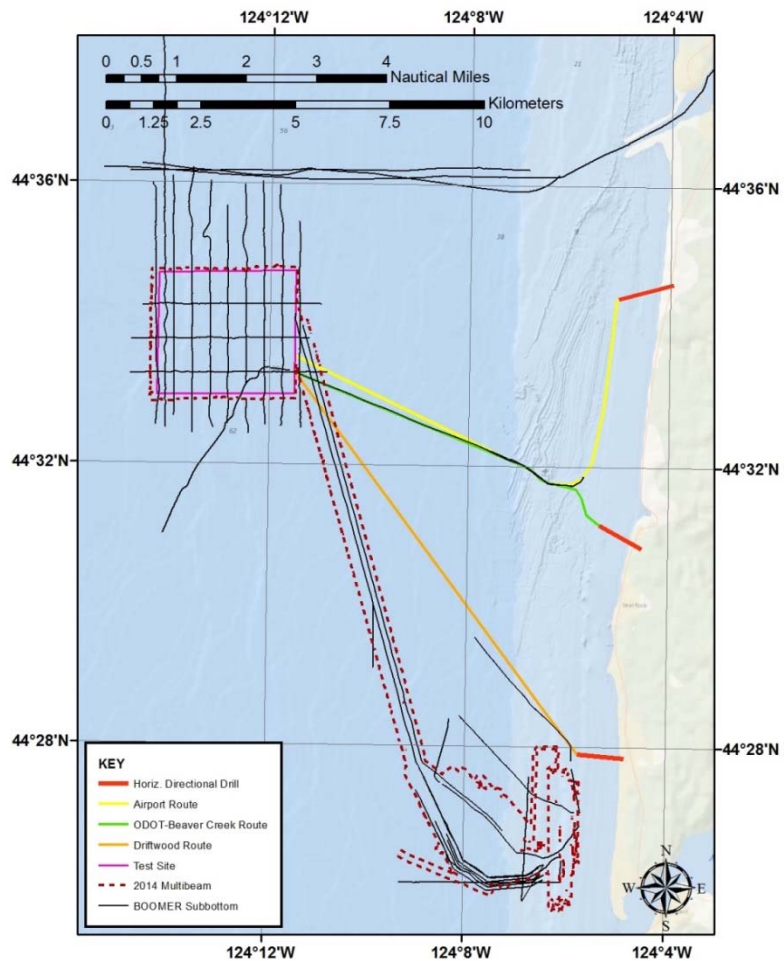 124°12'W 124°8'W 124°4'W
0 0.5 1 2 3 4
Nautical Miles
Kilometers
0 1.25 2.5 5 7.5 10
44°36'N 44°36'N
44°32'N 44°32'N
44°28'N 44°28'N
KEY
Horiz. Directional Drill
Airport Route
ODOT-Beaver Creek Route
Driftwood Route
Test Site
2014 Multibeam
BOOMER Subbottom
N
W E
S
124°12'W 124°8'W 124°4'W